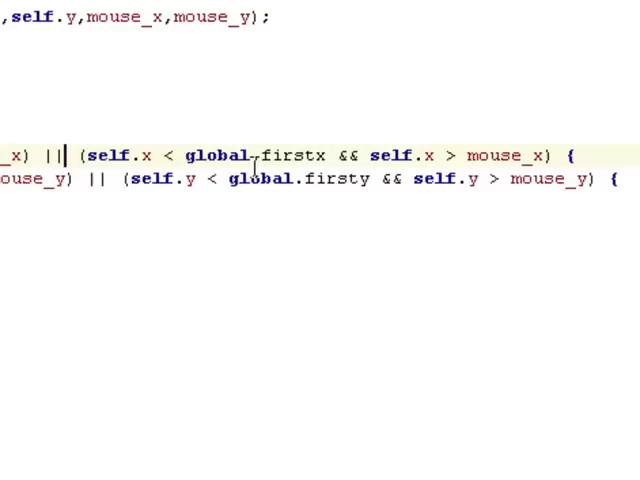 ,self.y,mouse_x,mouse_y);
_x) || (self.x < global.firstx && self.x > mouse_x) {
ouse_y) || (self.y < global.firsty && self.y > mouse_y) {